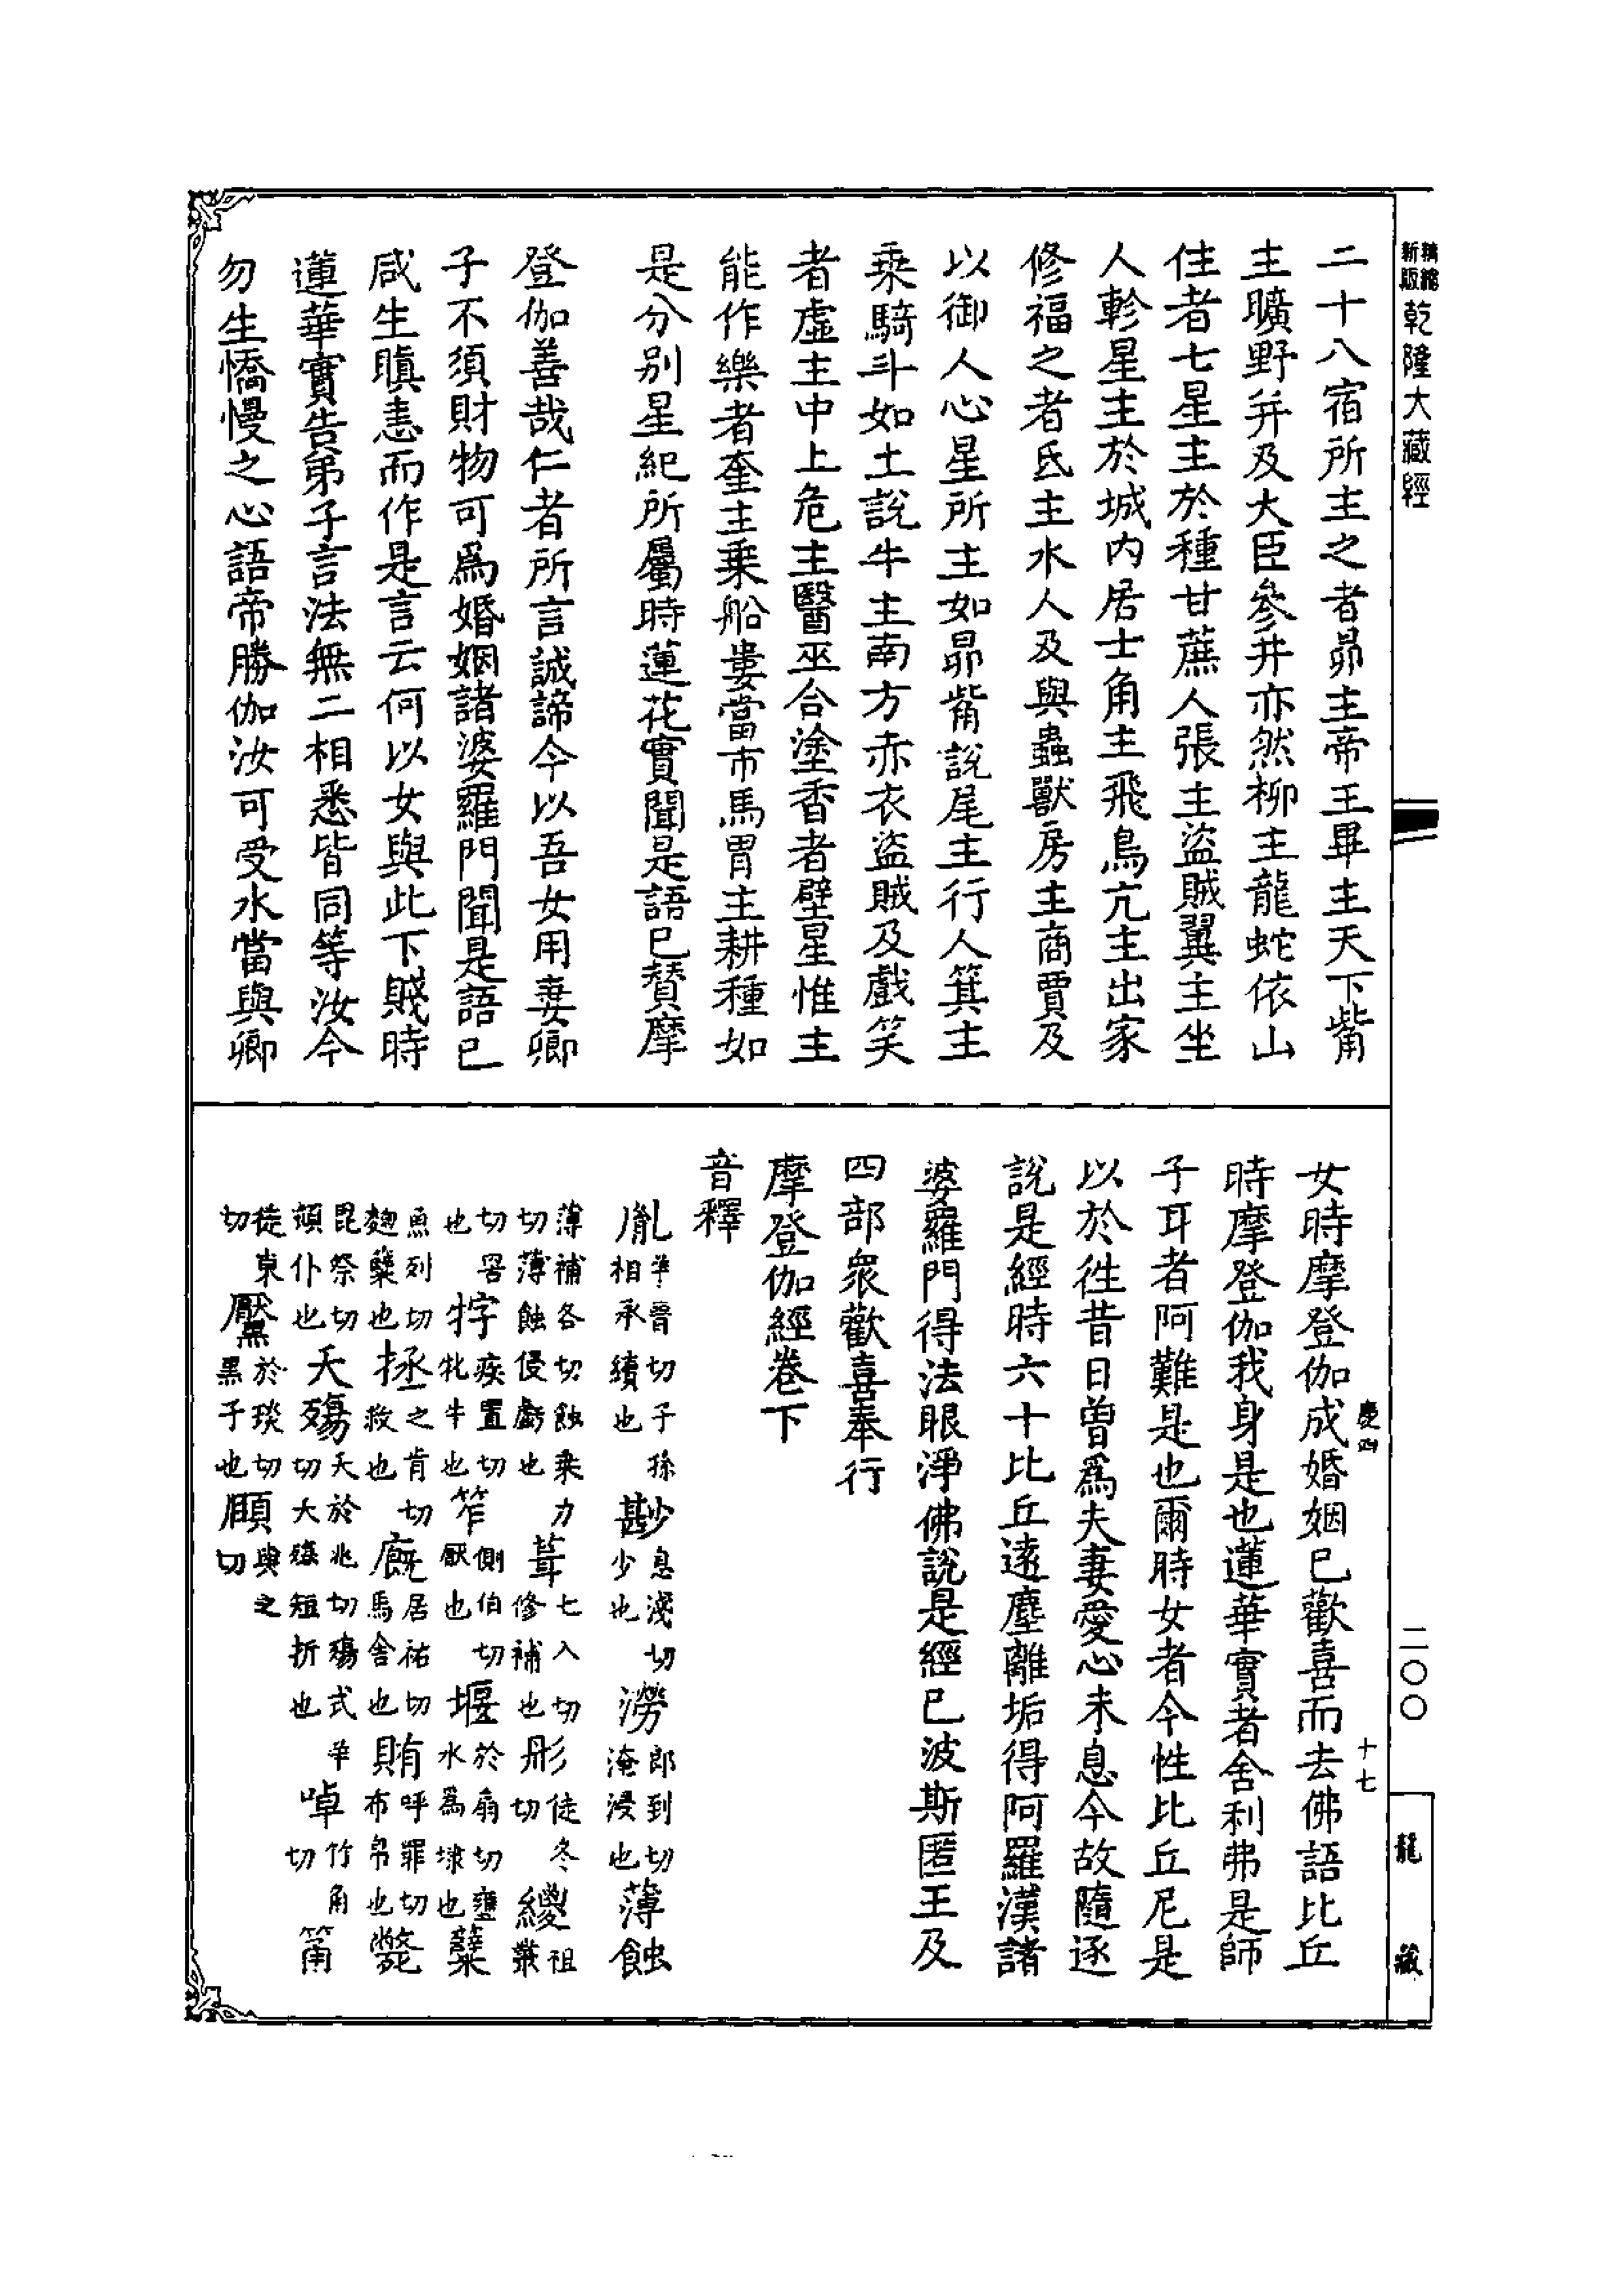 新版
精縮
乾隆大藏經
二十八宿所主之者昴主帝王畢主天下觜
主曠野并及大臣參井亦然柳主龍蛇依山
住者七星主於種甘蔗人張主盜賊翼主坐
人軫星主於城内居士角主飛鳥亢主出家
修福之者氐主水人及與蟲獸房主商賈及
以御人心星所主如昴觜說尾主行人箕主
乘騎斗如土說牛主南方赤衣盜賊及戲笑
者虛主中上危主醫巫合塗香者壁星惟主
能作樂者奎主乘船婁當市馬胃主耕種如
是分别星紀所屬時蓮花實聞是語已贊摩
登伽善哉仁者所言誠諦今以吾女用妻卿
子不須財物可爲婚姻諸婆羅門聞是語已
咸生瞋恚而作是言云何以女與此下賤時
蓮華實告弟子言法無二相悉皆同等汝今
勿生憍慢之心語帝勝伽汝可受水當與卿
慶四
十七
二〇〇
龍藏
女時摩登伽成婚姻已歡喜而去佛語比丘
時摩登伽我身是也蓮華實者舍利弗是師
子耳者阿難是也爾時女者今性比丘尼是
以於徃昔日曾爲夫妻愛心未息今故隨逐
說是經時六十比丘遠塵離垢得阿羅漢諸
婆羅門得法眼淨佛說是經已波斯匿王及
四部衆歡喜奉行
摩登伽經卷下
音釋
胤羊晉切子孫相承續也 尠息淺切少也 澇郎到切淹浸也 薄蝕
薄補各切蝕乘力切薄蝕侵虧也 葺七入切修補也 彤徒冬切 緵祖叢
切罟也 牸疾置切牝牛也 笮側伯切厭也 堰於扇切壅水爲埭也 糵
魚列切麴糵也 拯之肯切救也 廐居祐切馬舍也 賄呼罪切布帛也 斃
毘祭切頓仆也 夭殤夭於兆切殤式羊切大殀短折也 啅竹角切 筩
徒東切 黶於琰切黑子也 頤與之切